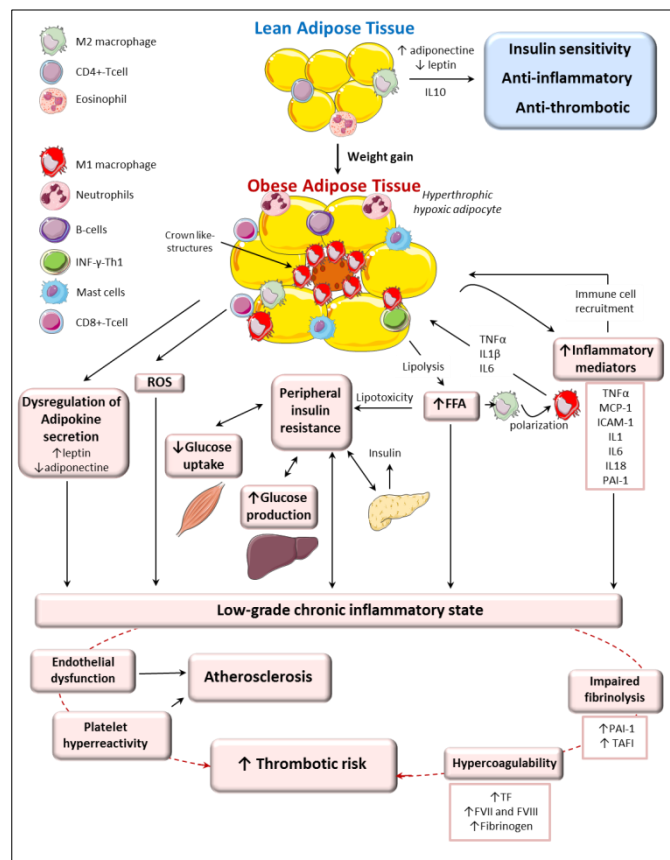 Lean Adipose Tissue
M2 macrophage
CD4+-Tcell
Eosinophil
↑ adiponectine
↓ leptin
IL10
Insulin sensitivity
Anti-inflammatory
Anti-thrombotic
Weight gain
Obese Adipose Tissue
M1 macrophage
Neutrophils
B-cells
INF-γ-Th1
Mast cells
CD8+-Tcell
Hyperthrophic
hypoxic adipocyte
Crown like-
structures
Immune cell
recruitment
TNFα
IL1β
IL6
Lipolysis
↑Inflammatory
mediators
TNFα
MCP-1
ICAM-1
IL1
IL6
IL18
PAI-1
ROS
Dysregulation of
Adipokine
secretion
↑leptin
↓adiponectine
Peripheral
insulin
resistance
Lipotoxicity
↑FFA
polarization
↓Glucose
uptake
Insulin
↑Glucose
production
Low-grade chronic inflammatory state
Endothelial
dysfunction
Atherosclerosis
Impaired
fibrinolysis
↑PAI-1
↑ TAFI
Platelet
hyperreactivity
↑ Thrombotic risk
Hypercoagulability
↑TF
↑FVII and FVIII
↑Fibrinogen